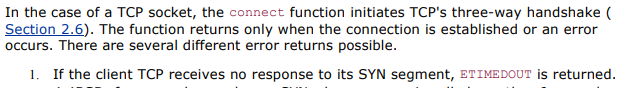 In the case of a TCP socket, the connect function initiates TCP's three-way handshake (
Section 2.6). The function returns only when the connection is established or an error
occurs. There are several different error returns possible.
1. If the client TCP receives no response to its SYN segment, ETIMEDOUT is returned.